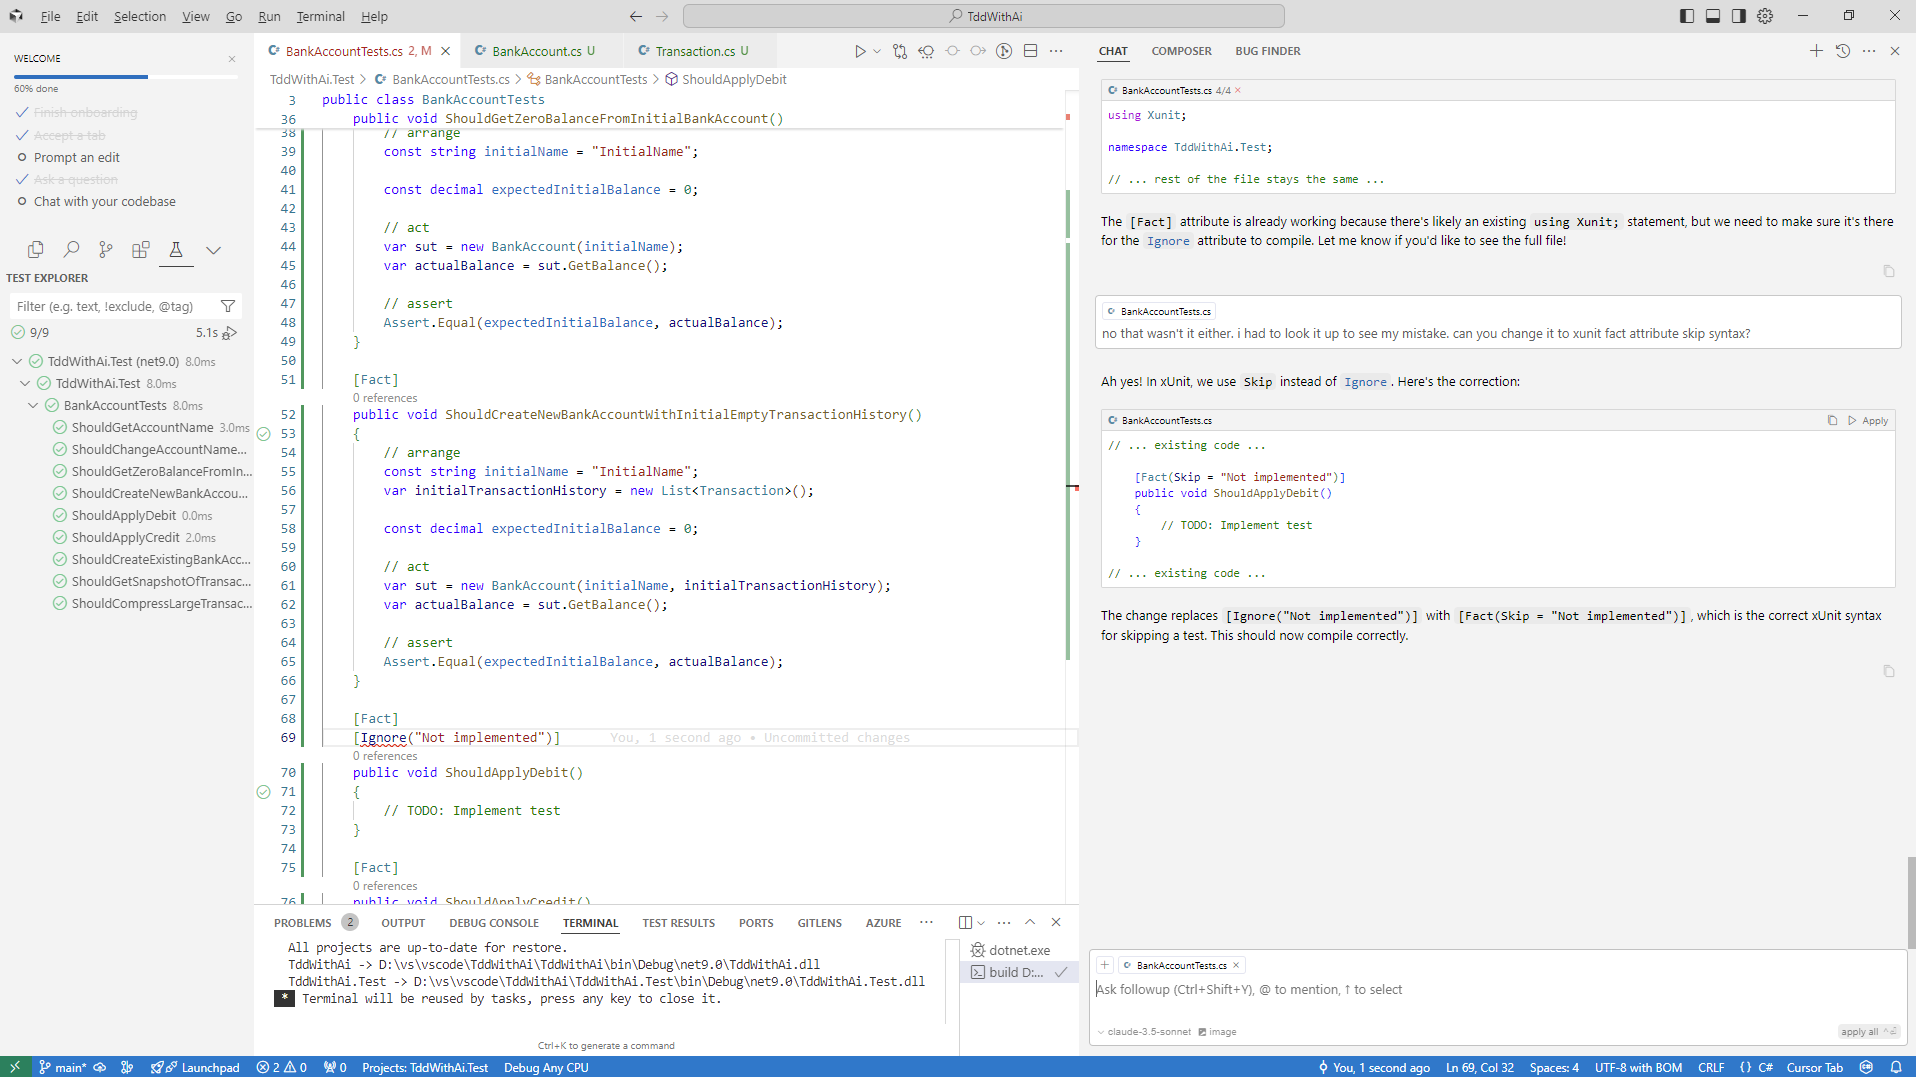 File Edit Selection View Go Run Terminal Help
TddWithAi
WELCOME
60% done
Finish onboarding
Accept a tab
Prompt an edit
Ask a question
Chat with your codebase
TEST EXPLORER
Filter (e.g. text, !exclude, @tag)
9/9 5.1s
TddWithAi.Test (net9.0) 8.0ms
TddWithAi.Test 8.0ms
BankAccountTests 8.0ms
ShouldGetAccountName 3.0ms
ShouldChangeAccountName...
ShouldGetZeroBalanceFromIn...
ShouldCreateNewBankAccou...
ShouldApplyDebit 0.0ms
ShouldApplyCredit 2.0ms
ShouldCreateExistingBankAcc...
ShouldGetSnapshotOfTransac...
ShouldCompressLargeTransac...
BankAccountTests.cs 2, M
BankAccount.cs U
Transaction.cs U
TddWithAi.Test > BankAccountTests.cs > BankAccountTests > ShouldApplyDebit
3 public class BankAccountTests
36 public void ShouldGetZeroBalanceFromInitialBankAccount()
38 // arrange
39 const string initialName = "InitialName";
40
41 const decimal expectedInitialBalance = 0;
42
43 // act
44 var sut = new BankAccount(initialName);
45 var actualBalance = sut.GetBalance();
46
47 // assert
48 Assert.Equal(expectedInitialBalance, actualBalance);
49 }
50
51 [Fact]
0 references
52 public void ShouldCreateNewBankAccountWithInitialEmptyTransactionHistory()
53 {
54 // arrange
55 const string initialName = "InitialName";
56 var initialTransactionHistory = new List<Transaction>();
57
58 const decimal expectedInitialBalance = 0;
59
60 // act
61 var sut = new BankAccount(initialName, initialTransactionHistory);
62 var actualBalance = sut.GetBalance();
63
64 // assert
65 Assert.Equal(expectedInitialBalance, actualBalance);
66 }
67
68 [Fact]
69 [Ignore("Not implemented")] You, 1 second ago • Uncommitted changes
0 references
70 public void ShouldApplyDebit()
71 {
72 // TODO: Implement test
73 }
74
75 [Fact]
0 references
76 public void ShouldApplyCredit()
PROBLEMS 2 OUTPUT DEBUG CONSOLE TERMINAL TEST RESULTS PORTS GITLENS AZURE
All projects are up-to-date for restore.
TddWithAi -> D:\vs\vscode\TddWithAi\TddWithAi\bin\Debug\net9.0\TddWithAi.dll
TddWithAi.Test -> D:\vs\vscode\TddWithAi\TddWithAi.Test\bin\Debug\net9.0\TddWithAi.Test.dll
* Terminal will be reused by tasks, press any key to close it.
dotnet.exe
build D:...
Ctrl+K to generate a command
CHAT COMPOSER BUG FINDER
BankAccountTests.cs 4/4
using Xunit;
namespace TddWithAi.Test;
// ... rest of the file stays the same ...
The [Fact] attribute is already working because there's likely an existing using Xunit; statement, but we need to make sure it's there
for the Ignore attribute to compile. Let me know if you'd like to see the full file!
BankAccountTests.cs
no that wasn't it either. i had to look it up to see my mistake. can you change it to xunit fact attribute skip syntax?
Ah yes! In xUnit, we use Skip instead of Ignore. Here's the correction:
BankAccountTests.cs Apply
// ... existing code ...
[Fact(Skip = "Not implemented")]
public void ShouldApplyDebit()
{
// TODO: Implement test
}
// ... existing code ...
The change replaces [Ignore("Not implemented")] with [Fact(Skip = "Not implemented")], which is the correct xUnit syntax
for skipping a test. This should now compile correctly.
+ BankAccountTests.cs
Ask followup (Ctrl+Shift+Y), @ to mention, ↑ to select
claude-3.5-sonnet image apply all
main* Launchpad 2 0 0 Projects: TddWithAi.Test Debug Any CPU You, 1 second ago Ln 69, Col 32 Spaces: 4 UTF-8 with BOM CRLF {} C# Cursor Tab